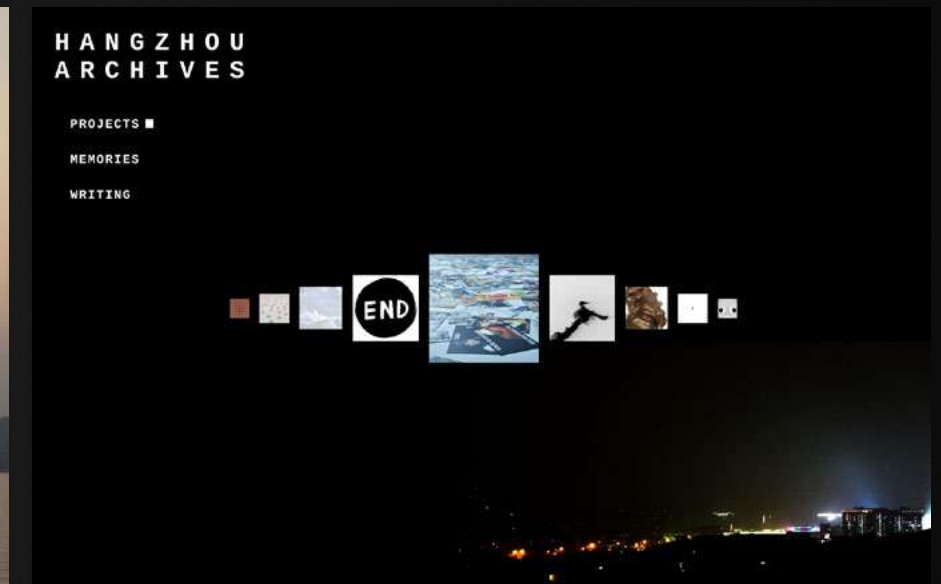 HANGZHOU
ARCHIVES
PROJECTS
MEMORIES
WRITING
END